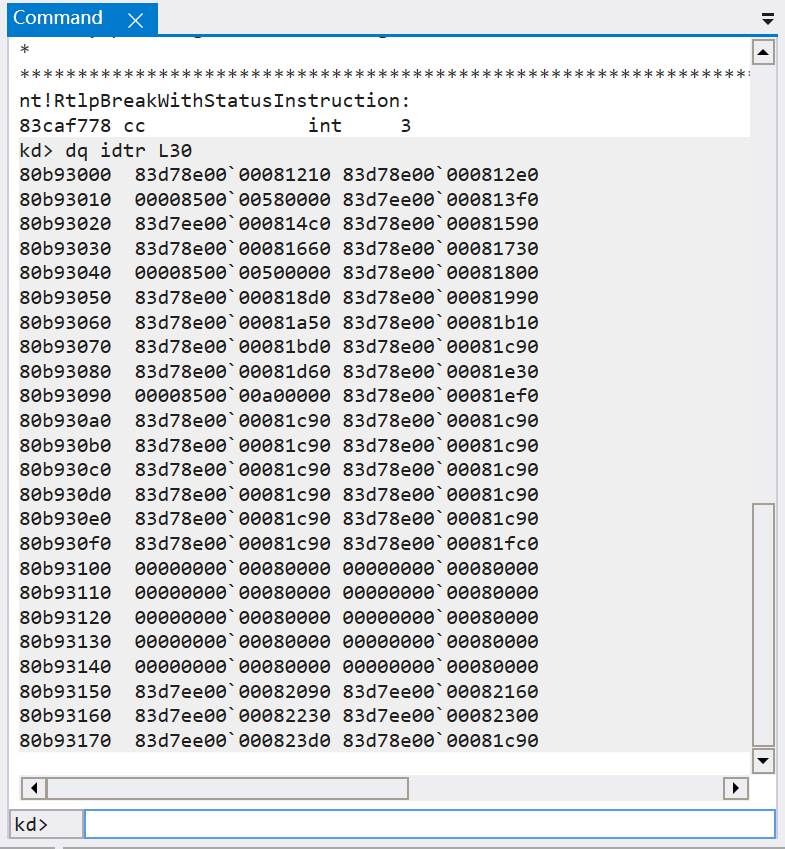 Command
*
***************************************************************
nt!RtlpBreakWithStatusInstruction:
83caf778 cc              int     3
kd> dq idtr L30
80b93000  83d78e00`00081210 83d78e00`000812e0
80b93010  00008500`00580000 83d7ee00`000813f0
80b93020  83d7ee00`000814c0 83d78e00`00081590
80b93030  83d78e00`00081660 83d78e00`00081730
80b93040  00008500`00500000 83d78e00`00081800
80b93050  83d78e00`000818d0 83d78e00`00081990
80b93060  83d78e00`00081a50 83d78e00`00081b10
80b93070  83d78e00`00081bd0 83d78e00`00081c90
80b93080  83d78e00`00081d60 83d78e00`00081e30
80b93090  00008500`00a00000 83d78e00`00081ef0
80b930a0  83d78e00`00081c90 83d78e00`00081c90
80b930b0  83d78e00`00081c90 83d78e00`00081c90
80b930c0  83d78e00`00081c90 83d78e00`00081c90
80b930d0  83d78e00`00081c90 83d78e00`00081c90
80b930e0  83d78e00`00081c90 83d78e00`00081c90
80b930f0  83d78e00`00081c90 83d78e00`00081fc0
80b93100  00000000`00080000 00000000`00080000
80b93110  00000000`00080000 00000000`00080000
80b93120  00000000`00080000 00000000`00080000
80b93130  00000000`00080000 00000000`00080000
80b93140  00000000`00080000 00000000`00080000
80b93150  83d7ee00`00082090 83d7ee00`00082160
80b93160  83d7ee00`00082230 83d7ee00`00082300
80b93170  83d7ee00`000823d0 83d78e00`00081c90
kd>